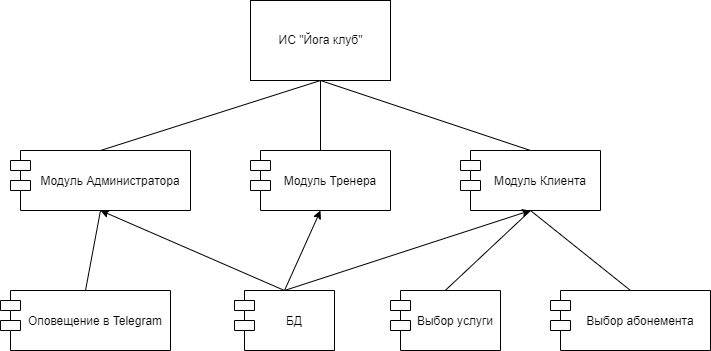 ИС "Йога клуб"
Модуль Администратора
Модуль Тренера
Модуль Клиента
Оповещение в Telegram
БД
Выбор услуги
Выбор абонемента